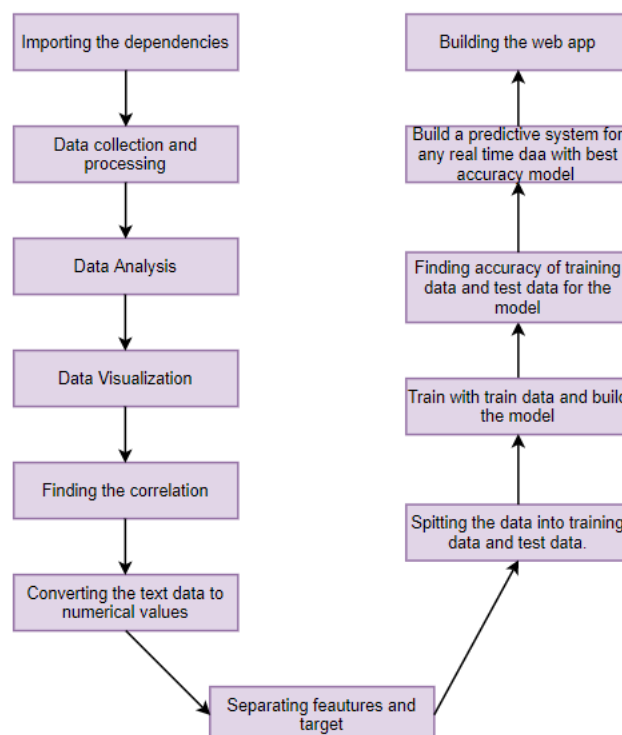 Importing the dependencies
Data collection and
processing
Data Analysis
Data Visualization
Finding the correlation
Converting the text data to
numerical values
Separating feautures and
target
Spitting the data into training
data and test data.
Train with train data and build
the model
Finding accuracy of training
data and test data for the
model
Build a predictive system for
any real time daa with best
accuracy model
Building the web app